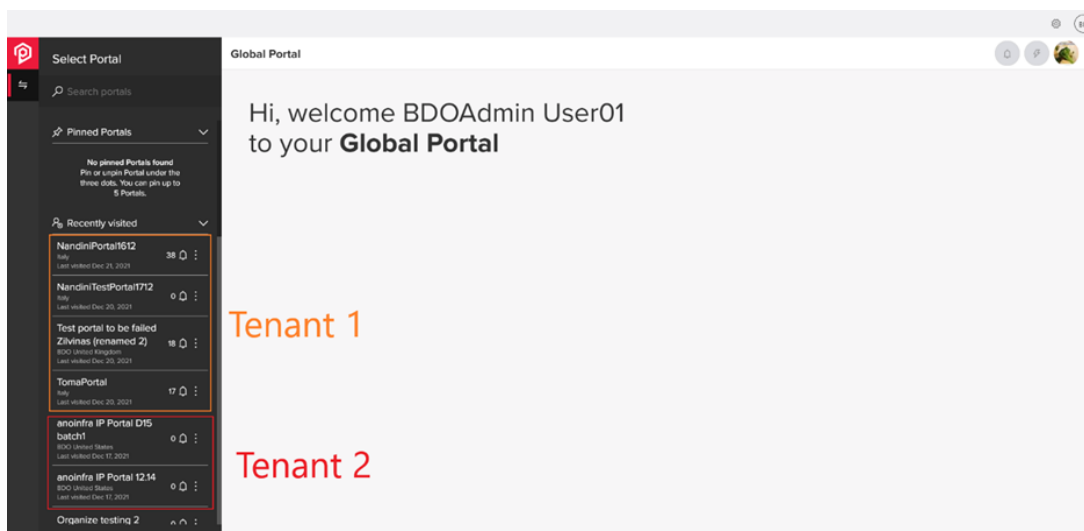 Select Portal
Global Portal
Search portals
Hi, welcome BDOAdmin User01
to your Global Portal
Pinned Portals
No pinned Portals found
Pin or unpin Portal under the
three dots. You can pin up to
5 Portals.
Recently visited
NandiniPortal1612
Italy
Last visited Dec 21, 2021
38
NandiniTestPortal1712
Italy
Last visited Dec 20, 2021
0
Test portal to be failed
Zilvinas (renamed 2)
BDO United Kingdom
Last visited Dec 20, 2021
18
Tenant 1
TomaPortal
Italy
Last visited Dec 20, 2021
17
anoinfra IP Portal D15
batch1
BDO United States
Last visited Dec 17, 2021
0
Tenant 2
anoinfra IP Portal 12.14
BDO United States
Last visited Dec 17, 2021
0
Organize testing 2